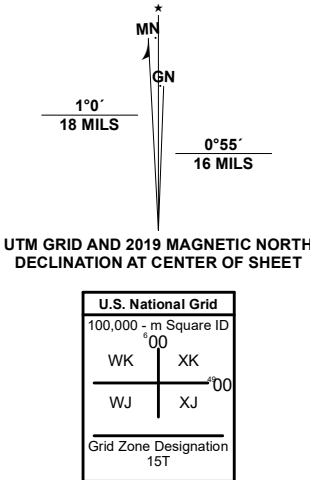 ★
MN
GN
1°0´
18 MILS
0°55´
16 MILS
UTM GRID AND 2019 MAGNETIC NORTH
DECLINATION AT CENTER OF SHEET
U.S. National Grid
100,000 - m Square ID
⁶00
WK XK
⁴⁹00
WJ XJ
Grid Zone Designation
15T